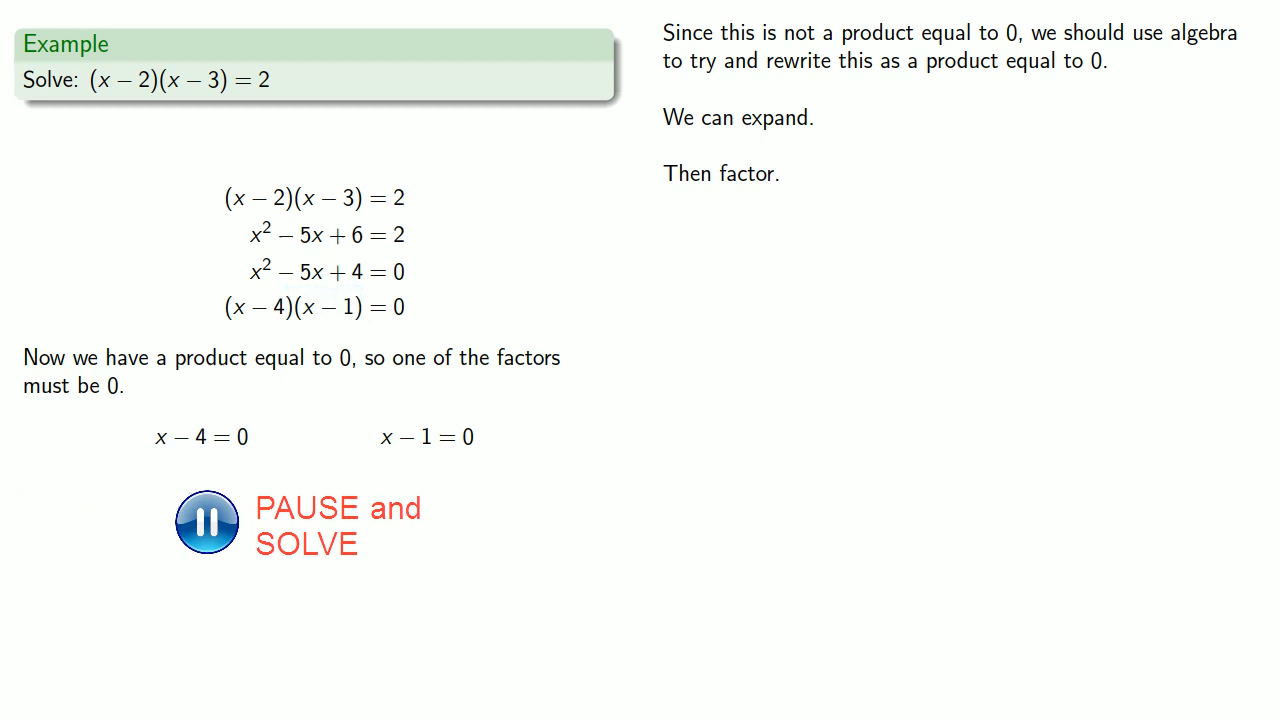 Example
Solve: (x − 2)(x − 3) = 2
(x − 2)(x − 3) = 2
x² − 5x + 6 = 2
x² − 5x + 4 = 0
(x − 4)(x − 1) = 0
Now we have a product equal to 0, so one of the factors
must be 0.
x − 4 = 0
x − 1 = 0
PAUSE and
SOLVE
Since this is not a product equal to 0, we should use algebra
to try and rewrite this as a product equal to 0.
We can expand.
Then factor.